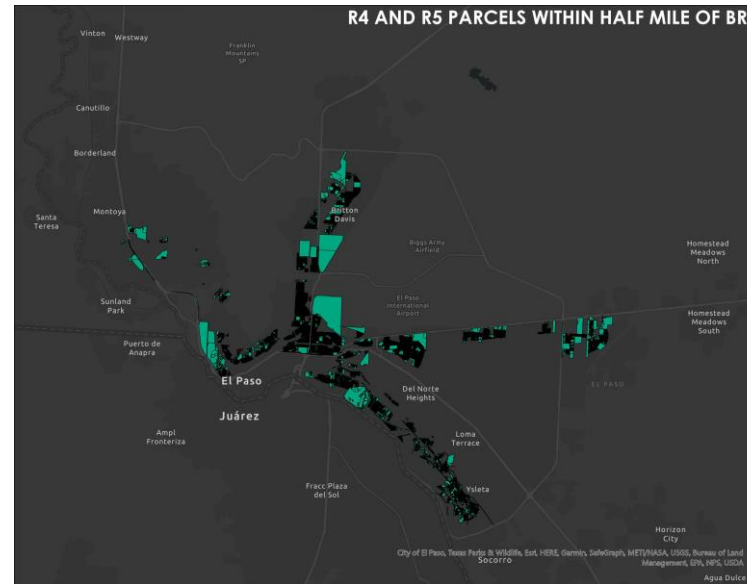 R4 AND R5 PARCELS WITHIN HALF MILE OF BR
Vinton
Westway
Franklin
Mountains
SP
Canutillo
Borderland
Santa
Teresa
Montoya
Britton
Davis
Biggs Army
Airfield
Homestead
Meadows
North
Sunland
Park
El Paso
International
Airport
Homestead
Meadows
South
Puerto de
Anapra
El Paso
EL PASO
Del Norte
Heights
Juárez
Ampl
Fronteriza
Loma
Terrace
Fracc Plaza
del Sol
Ysleta
Horizon
City
City of El Paso, Texas Parks & Wildlife, Esri, HERE, Garmin, SafeGraph, METI/NASA, USGS, Bureau of Land
Management, EPA, NPS, USDA
Socorro
Agua Dulce